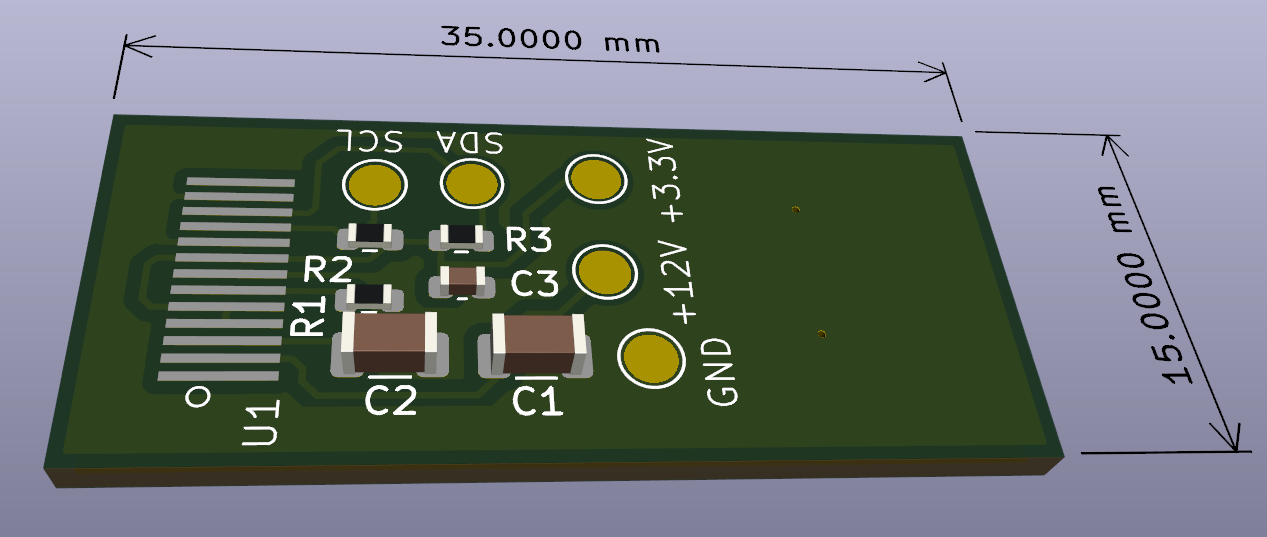 35.0000 mm
SCL
SDA
+3.3V
15.0000 mm
R3
+12V
R2
C3
R1
GND
C2
C1
U1